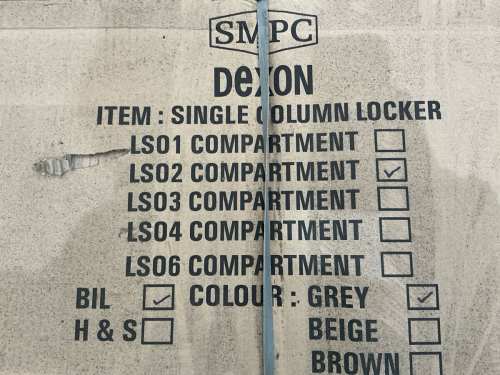 SMPC
DeXON
ITEM : SINGLE COLUMN LOCKER
LS01 COMPARTMENT
LS02 COMPARTMENT ✓
LS03 COMPARTMENT
LS04 COMPARTMENT
LS06 COMPARTMENT
BIL ✓ COLOUR : GREY ✓
H & S BEIGE
BROWN